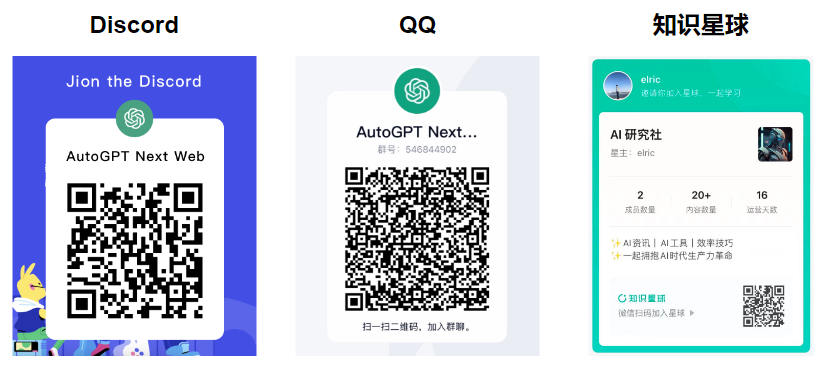 Discord
QQ
知识星球
Jion the Discord
AutoGPT Next Web
AutoGPT Next...
群号：546844902
扫一扫二维码，加入群聊。
elric
邀请你加入星球，一起学习
AI 研究社
星主：elric
2
20+
16
成员数量
内容数量
运营天数
✨AI 资讯｜AI 工具｜效率技巧
✨一起拥抱AI时代生产力革命
知识星球
微信扫码加入星球